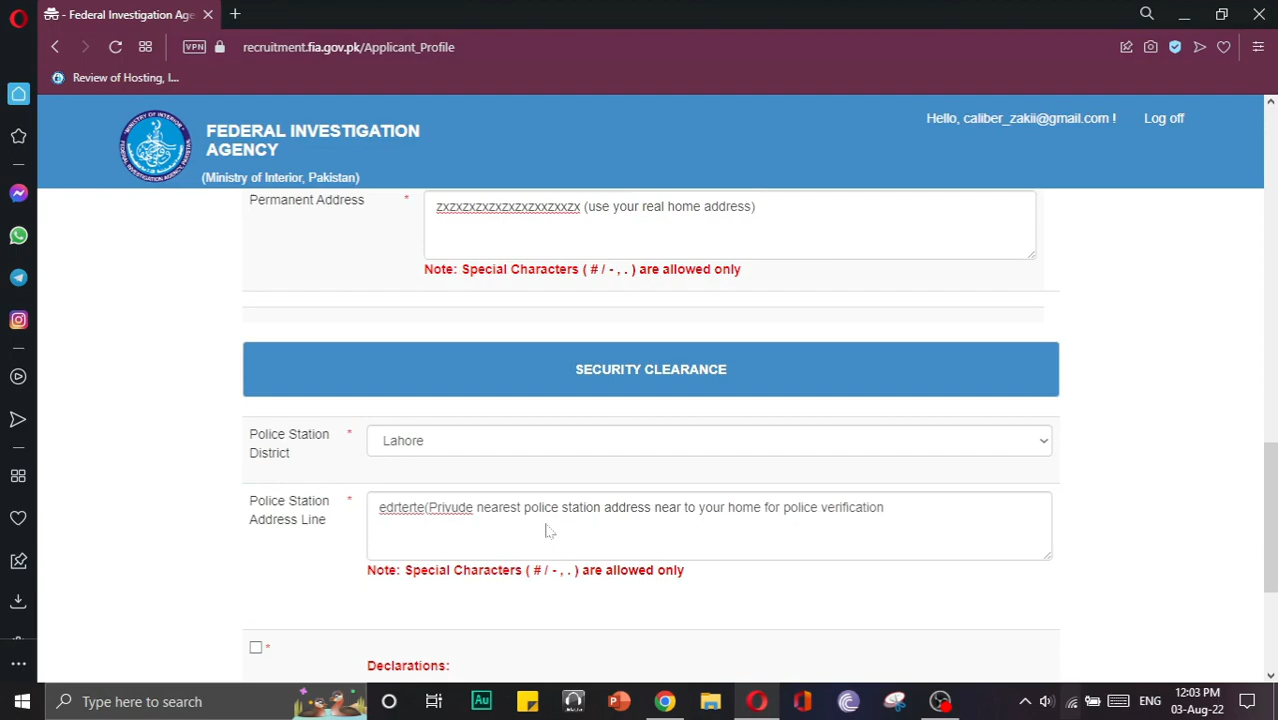 Federal Investigation Age
VPN
recruitment.fia.gov.pk/Applicant_Profile
Review of Hosting, I...
FEDERAL INVESTIGATION
AGENCY
(Ministry of Interior, Pakistan)
Hello, caliber_zakii@gmail.com !
Log off
Permanent Address
*
zxzxzxzxzxzxzxzxxzxxzx (use your real home address)
Note: Special Characters ( # / - , . ) are allowed only
SECURITY CLEARANCE
Police Station
District
*
Lahore
Police Station
Address Line
*
edrterte(Privude nearest police station address near to your home for police verification
Note: Special Characters ( # / - , . ) are allowed only
*
Declarations:
Type here to search
Au
ENG
12:03 PM
03-Aug-22